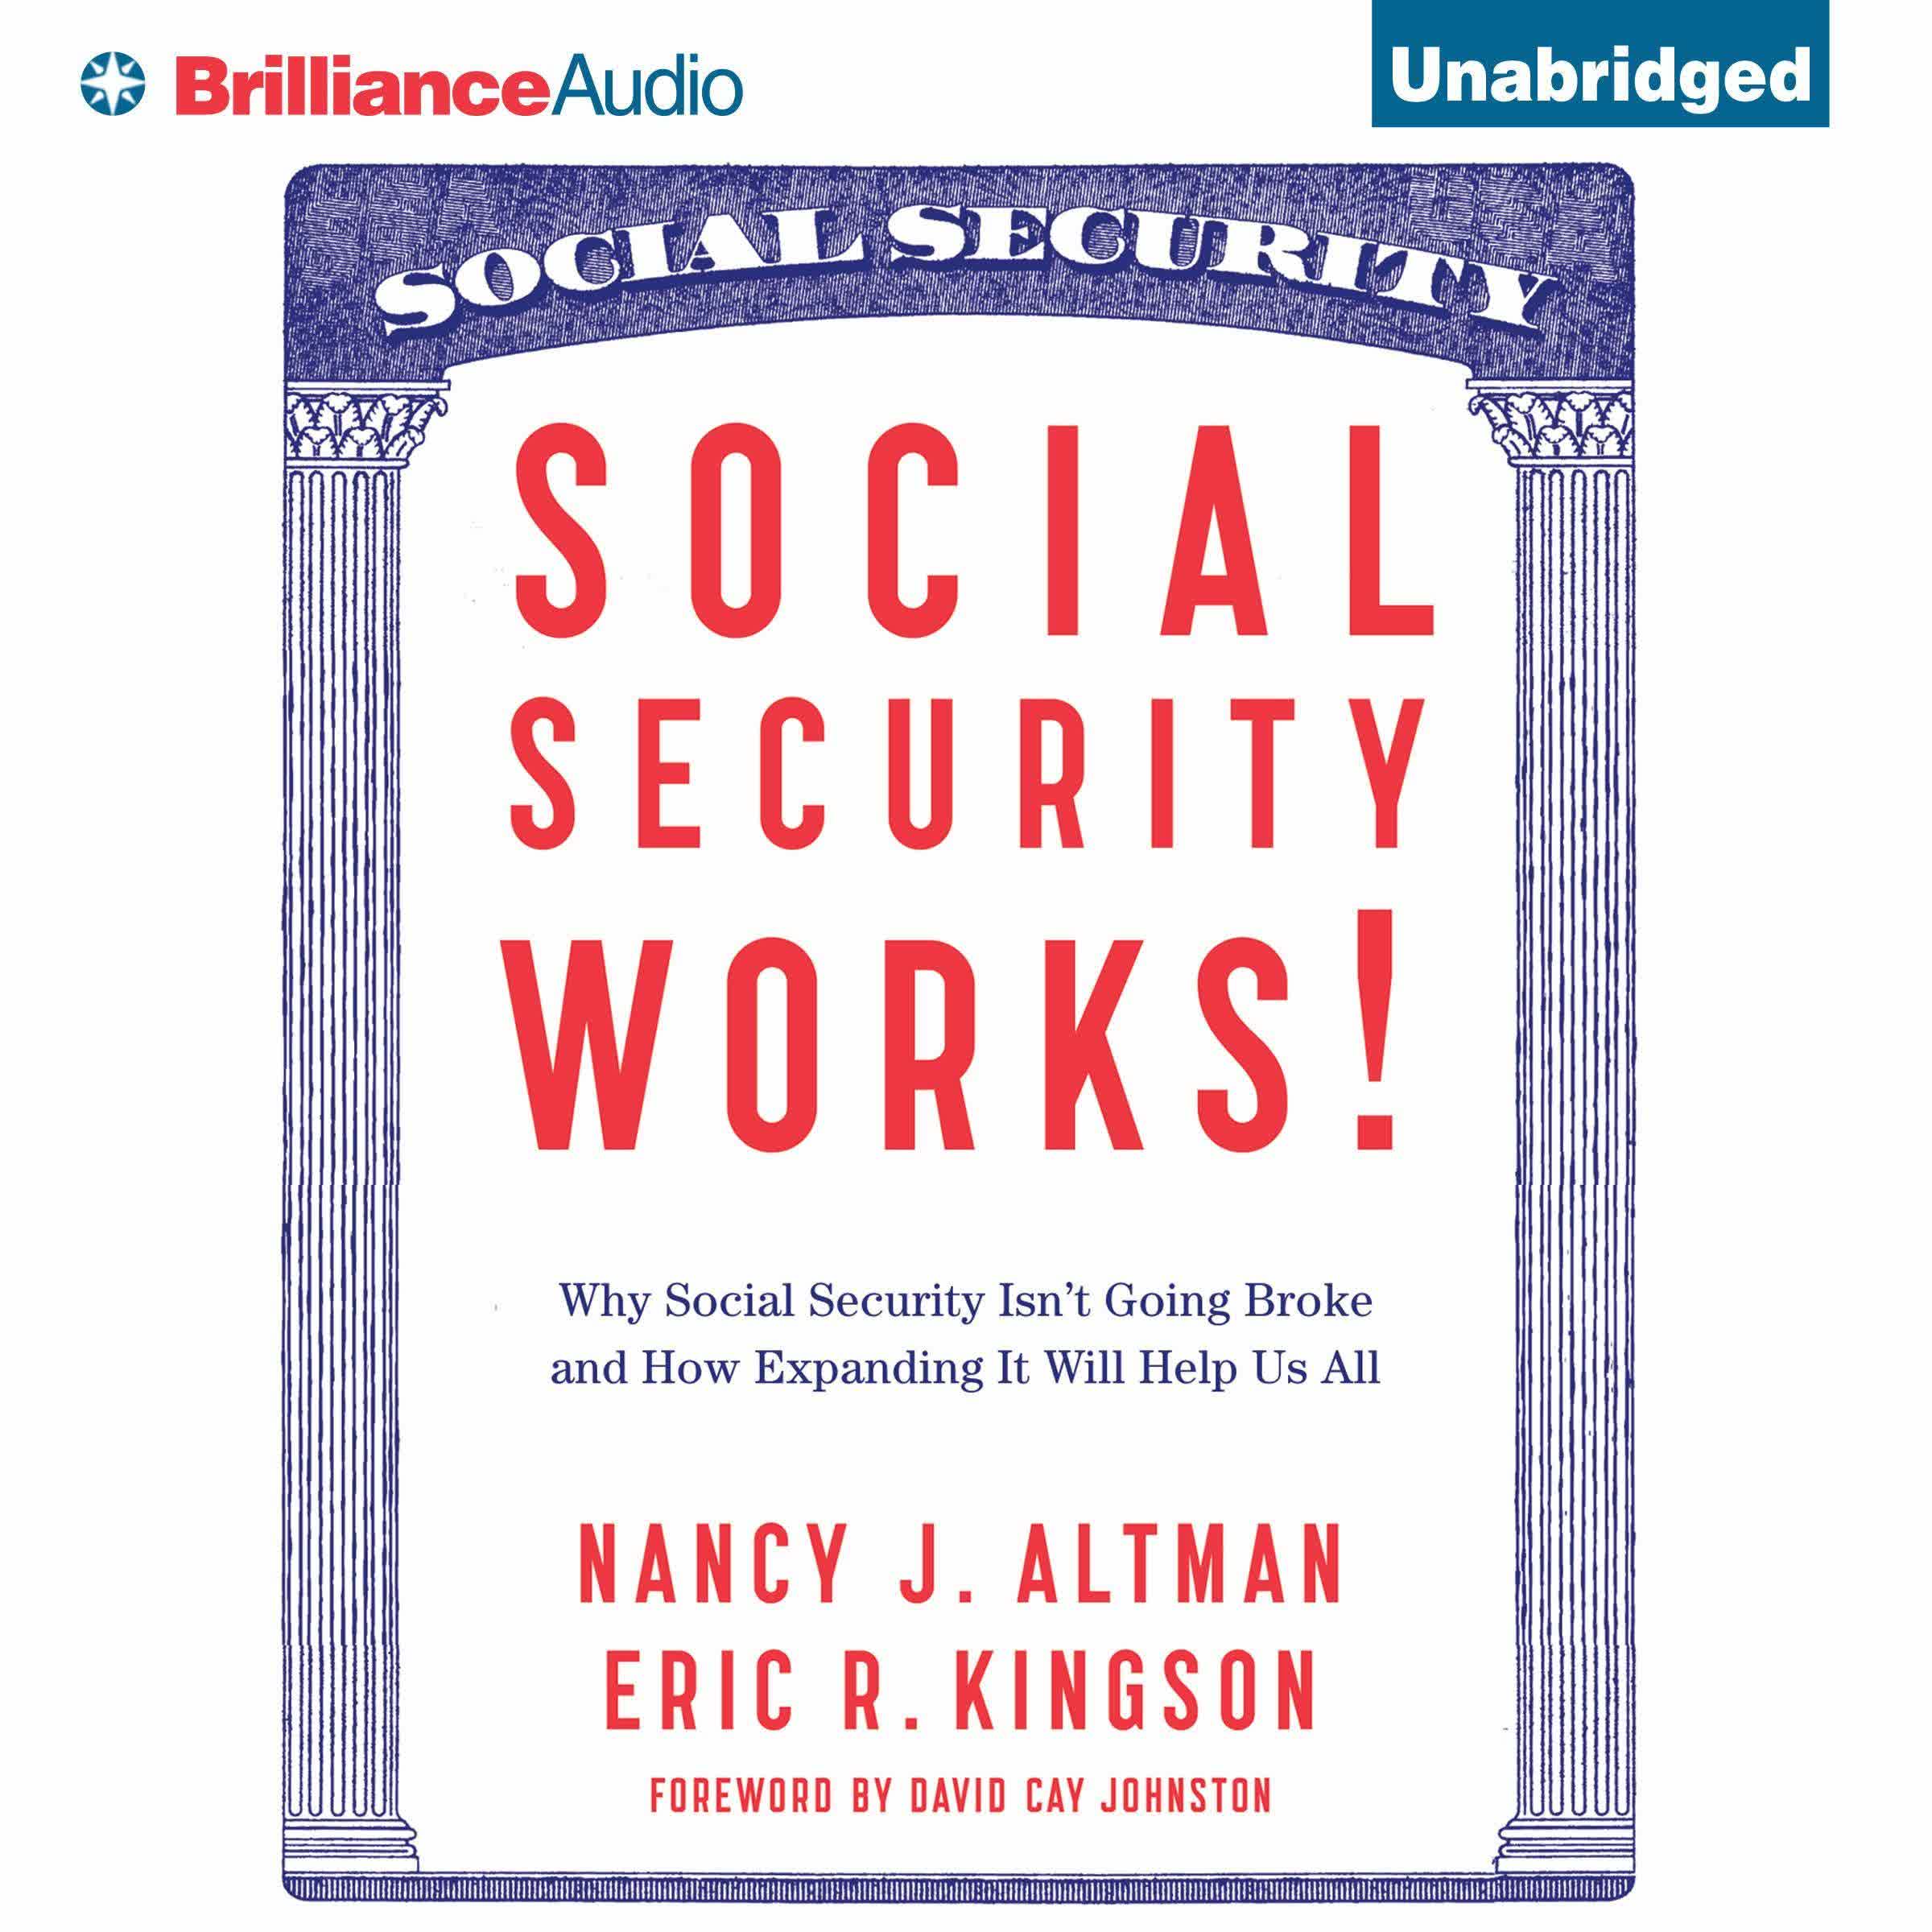 BrillianceAudio
Unabridged
SOCIAL SECURITY
SOCIAL
SECURITY
WORKS!
Why Social Security Isn't Going Broke
and How Expanding It Will Help Us All
NANCY J. ALTMAN
ERIC R. KINGSON
FOREWORD BY DAVID CAY JOHNSTON